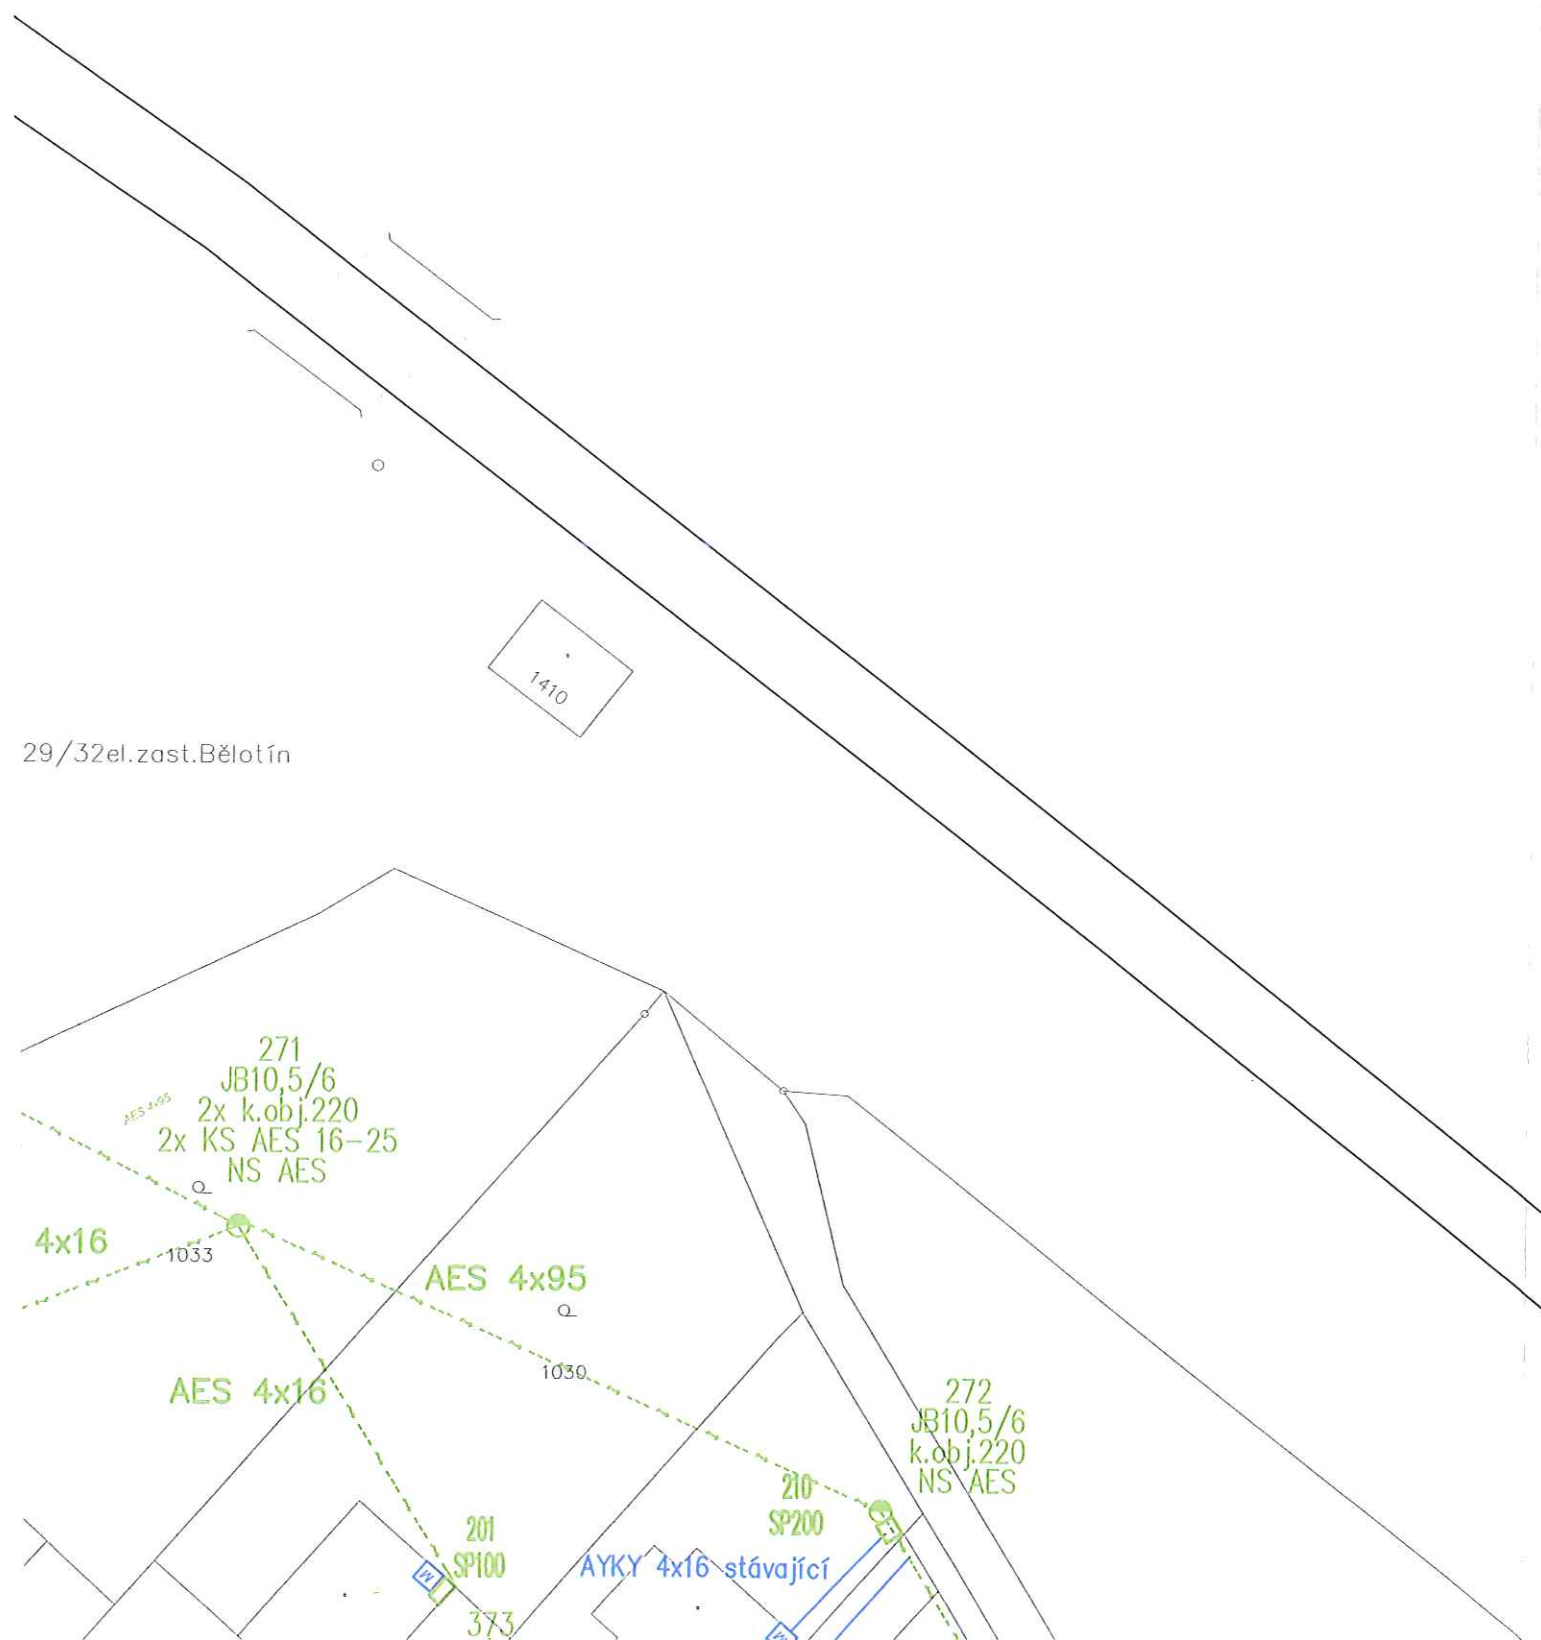 1410
29/32el.zast.Bělotín
271
JB10,5/6
AES 4x95
2x k.obj.220
2x KS AES 16-25
NS AES
4x16
1033
AES 4x95
1030
AES 4x16
272
JB10,5/6
k.obj.220
NS AES
210
SP200
201
SP100
AYKY 4x16 stávající
M
373
M